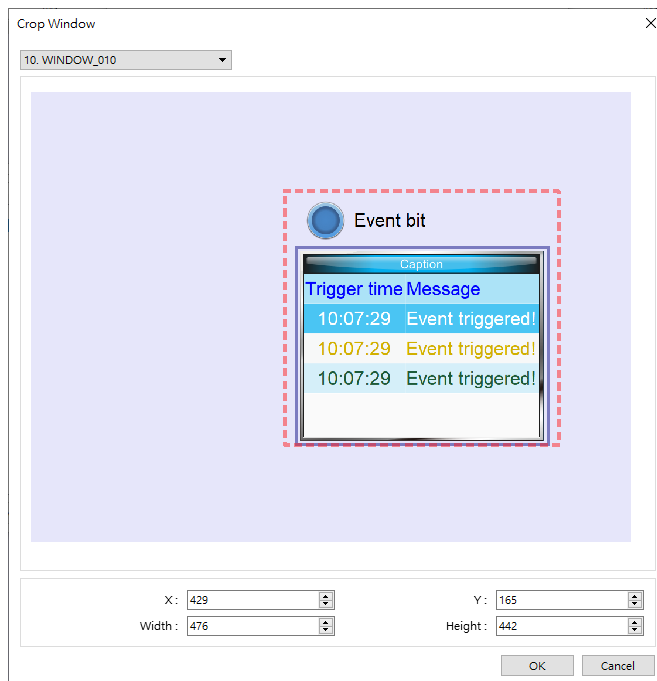 Crop Window
10. WINDOW_010
Event bit
Caption
Trigger time Message
10:07:29 Event triggered!
10:07:29 Event triggered!
10:07:29 Event triggered!
X : 429 Y : 165
Width : 476 Height : 442
OK Cancel